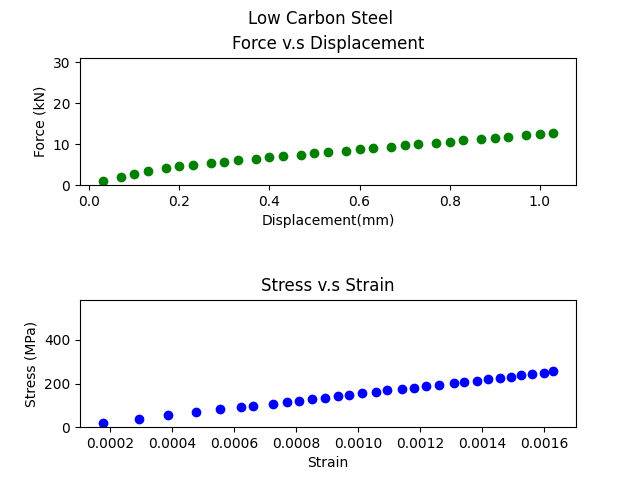 Low Carbon Steel
Force v.s Displacement
Force (kN)
30
20
10
0
0.0 0.2 0.4 0.6 0.8 1.0
Displacement(mm)
Stress v.s Strain
Stress (MPa)
400
200
0
0.0002 0.0004 0.0006 0.0008 0.0010 0.0012 0.0014 0.0016
Strain